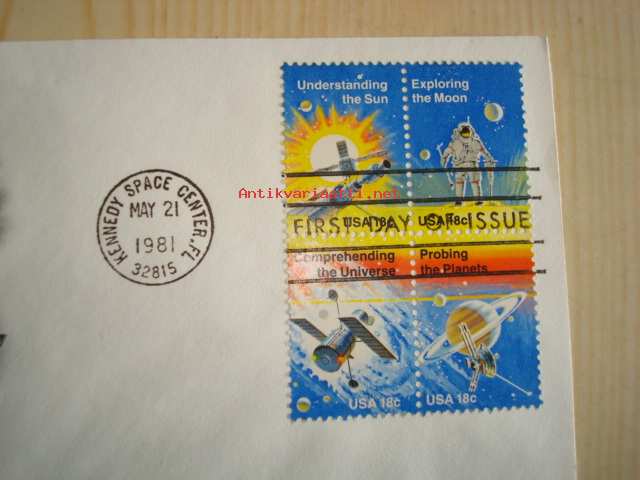 KENNEDY SPACE CENTER, FL
MAY 21
1981
32815
Understanding
the Sun
Exploring
the Moon
Antikvariaatti.net
USA 18c
USA 18c
FIRST DAY OF ISSUE
Comprehending
the Universe
Probing
the Planets
USA 18c
USA 18c